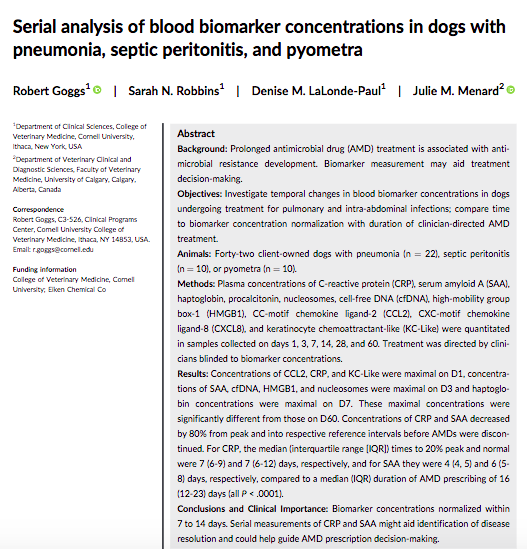 Serial analysis of blood biomarker concentrations in dogs with
pneumonia, septic peritonitis, and pyometra
Robert Goggs1 | Sarah N. Robbins1 | Denise M. LaLonde-Paul1 | Julie M. Menard2
1Department of Clinical Sciences, College of
Veterinary Medicine, Cornell University,
Ithaca, New York, USA
2Department of Veterinary Clinical and
Diagnostic Sciences, Faculty of Veterinary
Medicine, University of Calgary, Calgary,
Alberta, Canada
Correspondence
Robert Goggs, C3-526, Clinical Programs
Center, Cornell University College of
Veterinary Medicine, Ithaca, NY 14853, USA.
Email: r.goggs@cornell.edu
Funding information
College of Veterinary Medicine, Cornell
University; Eiken Chemical Co
Abstract
Background: Prolonged antimicrobial drug (AMD) treatment is associated with anti-
microbial resistance development. Biomarker measurement may aid treatment
decision-making.
Objectives: Investigate temporal changes in blood biomarker concentrations in dogs
undergoing treatment for pulmonary and intra-abdominal infections; compare time
to biomarker concentration normalization with duration of clinician-directed AMD
treatment.
Animals: Forty-two client-owned dogs with pneumonia (n = 22), septic peritonitis
(n = 10), or pyometra (n = 10).
Methods: Plasma concentrations of C-reactive protein (CRP), serum amyloid A (SAA),
haptoglobin, procalcitonin, nucleosomes, cell-free DNA (cfDNA), high-mobility group
box-1 (HMGB1), CC-motif chemokine ligand-2 (CCL2), CXC-motif chemokine
ligand-8 (CXCL8), and keratinocyte chemoattractant-like (KC-Like) were quantitated
in samples collected on days 1, 3, 7, 14, 28, and 60. Treatment was directed by clini-
cians blinded to biomarker concentrations.
Results: Concentrations of CCL2, CRP, and KC-Like were maximal on D1, concentra-
tions of SAA, cfDNA, HMGB1, and nucleosomes were maximal on D3 and haptoglo-
bin concentrations were maximal on D7. These maximal concentrations were
significantly different from those on D60. Concentrations of CRP and SAA decreased
by 80% from peak and into respective reference intervals before AMDs were discon-
tinued. For CRP, the median (interquartile range [IQR]) times to 20% peak and normal
were 7 (6-9) and 7 (6-12) days, respectively, and for SAA they were 4 (4, 5) and 6 (5-
8) days, respectively, compared to a median (IQR) duration of AMD prescribing of 16
(12-23) days (all P < .0001).
Conclusions and Clinical Importance: Biomarker concentrations normalized within
7 to 14 days. Serial measurements of CRP and SAA might aid identification of disease
resolution and could help guide AMD prescription decision-making.